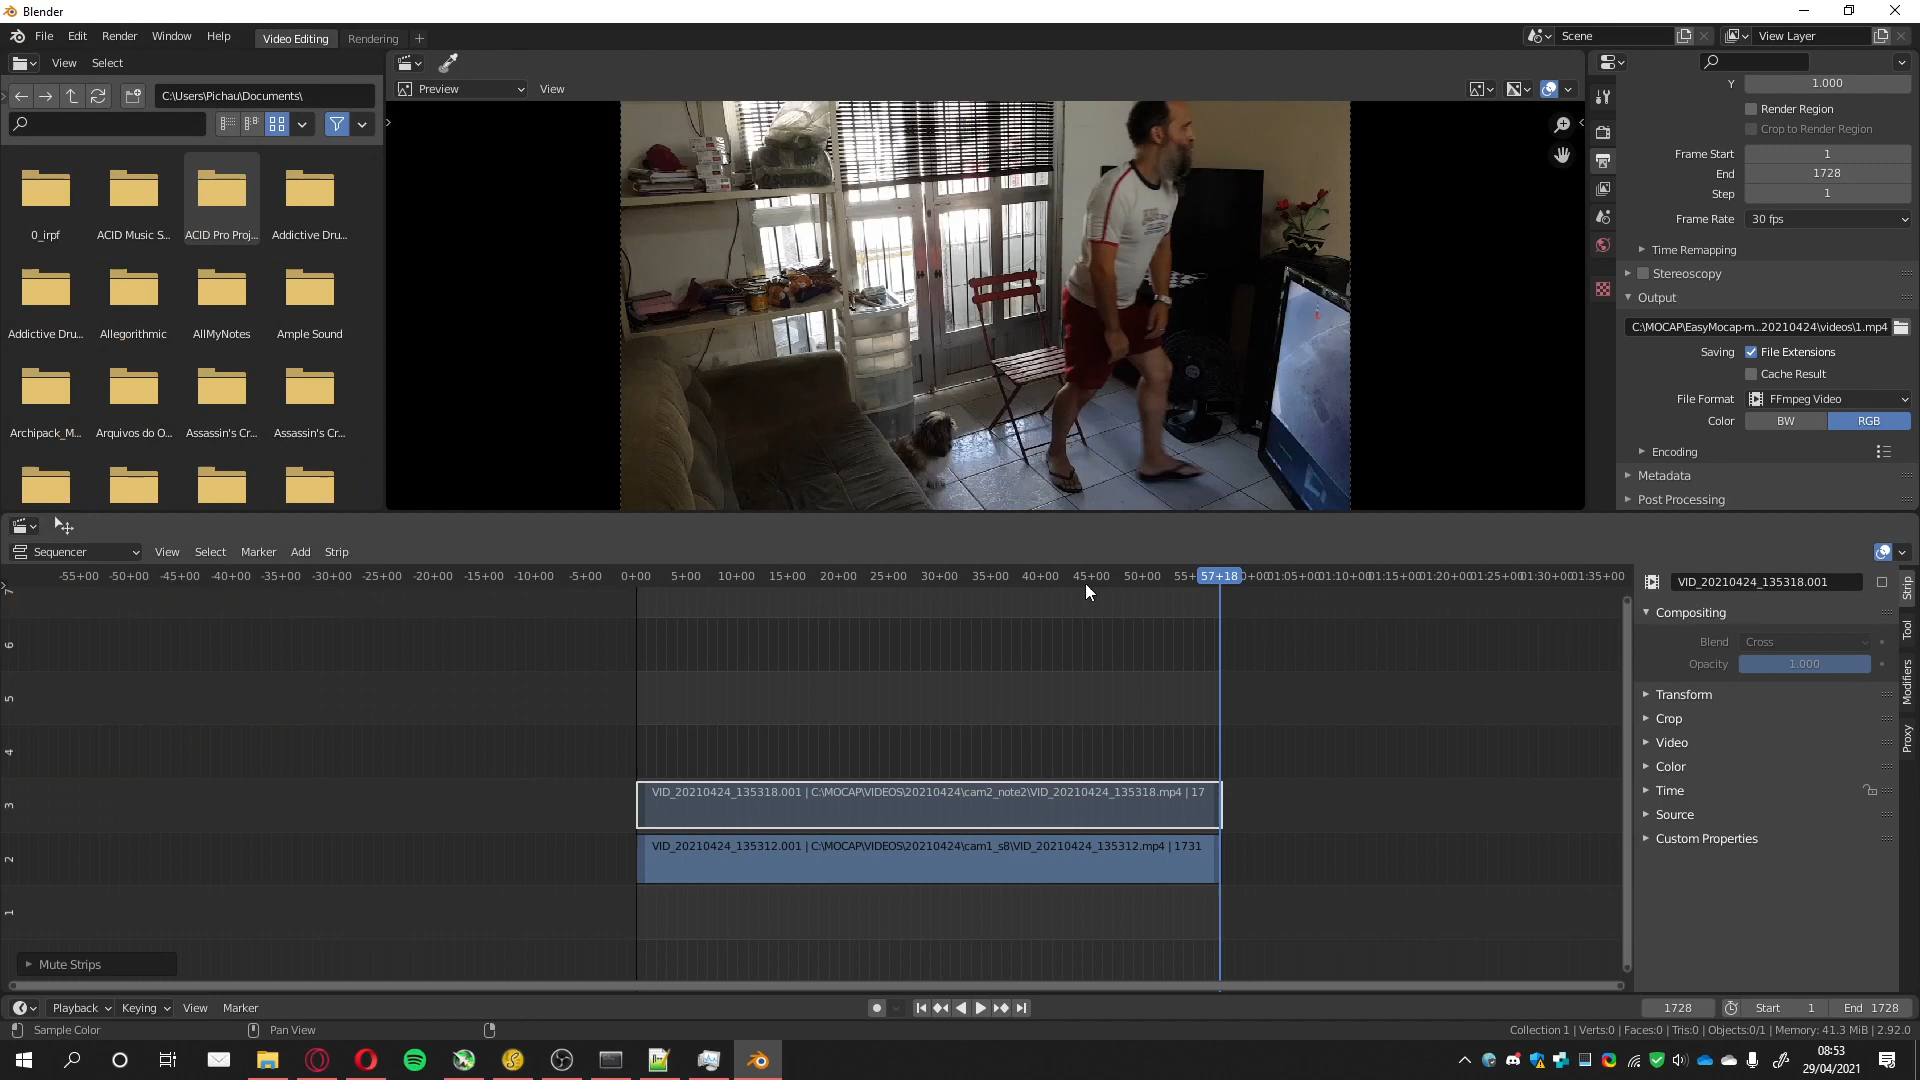 Blender
File Edit Render Window Help Video Editing Rendering + Scene View Layer
View Select
C:\Users\Pichau\Documents\
Preview View
0_irpf ACID Music S... ACID Pro Proj... Addictive Dru...
Addictive Dru... Allegorithmic AllMyNotes Ample Sound
Archipack_M... Arquivos do O... Assassin's Cr... Assassin's Cr...
Y 1.000
Render Region
Crop to Render Region
Frame Start 1
End 1728
Step 1
Frame Rate 30 fps
Time Remapping
Stereoscopy
Output
C:\MOCAP\EasyMocap-m...20210424\videos\1.mp4
Saving File Extensions
Cache Result
File Format FFmpeg Video
Color BW RGB
Encoding
Metadata
Post Processing
Sequencer View Select Marker Add Strip
-55+00 -50+00 -45+00 -40+00 -35+00 -30+00 -25+00 -20+00 -15+00 -10+00 -5+00 0+00 5+00 10+00 15+00 20+00 25+00 30+00 35+00 40+00 45+00 50+00 55+ 57+18 0+00 01:05+00 01:10+00 01:15+00 01:20+00 01:25+00 01:30+00 01:35+00
7
6
5
4
3
2
1
VID_20210424_135318.001 | C:\MOCAP\VIDEOS\20210424\cam2_note2\VID_20210424_135318.mp4 | 17
VID_20210424_135312.001 | C:\MOCAP\VIDEOS\20210424\cam1_s8\VID_20210424_135312.mp4 | 1731
Mute Strips
VID_20210424_135318.001
Compositing
Blend Cross
Opacity 1.000
Transform
Crop
Video
Color
Time
Source
Custom Properties
Strip
Tool
Modifiers
Proxy
Playback Keying View Marker 1728 Start 1 End 1728
Sample Color Pan View Collection 1 | Verts:0 | Faces:0 | Tris:0 | Objects:0/1 | Memory: 41.3 MiB | 2.92.0
08:53
29/04/2021